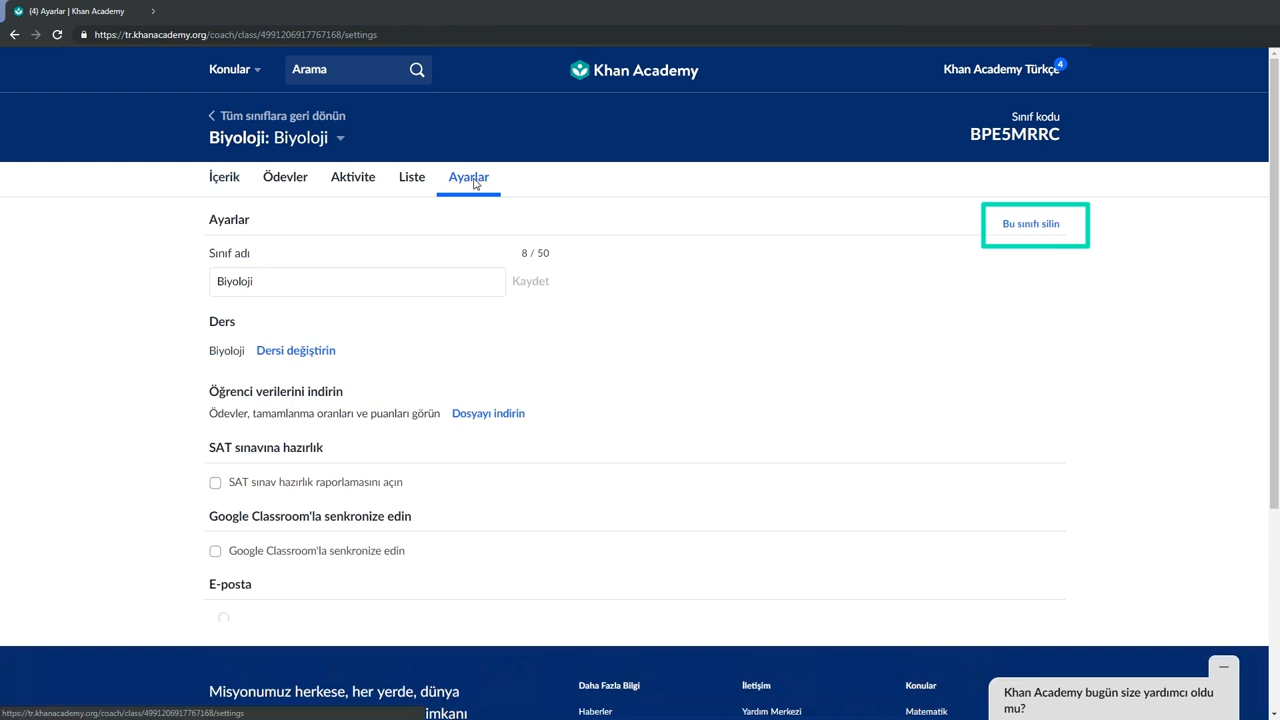 (4) Ayarlar | Khan Academy
https://tr.khanacademy.org/coach/class/4991206917767168/settings
Konular
Arama
Khan Academy
Khan Academy Türkçe
4
Tüm sınıflara geri dönün
Biyoloji: Biyoloji
Sınıf kodu
BPE5MRRC
İçerik
Ödevler
Aktivite
Liste
Ayarlar
Ayarlar
Bu sınıfı silin
Sınıf adı
8 / 50
Biyoloji
Kaydet
Ders
Biyoloji Dersi değiştirin
Öğrenci verilerini indirin
Ödevler, tamamlanma oranları ve puanları görün Dosyayı indirin
SAT sınavına hazırlık
SAT sınav hazırlık raporlamasını açın
Google Classroom'la senkronize edin
Google Classroom'la senkronize edin
E-posta
Misyonumuz herkese, her yerde, dünya
imkanı
Daha Fazla Bilgi
Haberler
İletişim
Yardım Merkezi
Konular
Matematik
Khan Academy bugün size yardımcı oldu
mu?
https://tr.khanacademy.org/coach/class/4991206917767168/settings